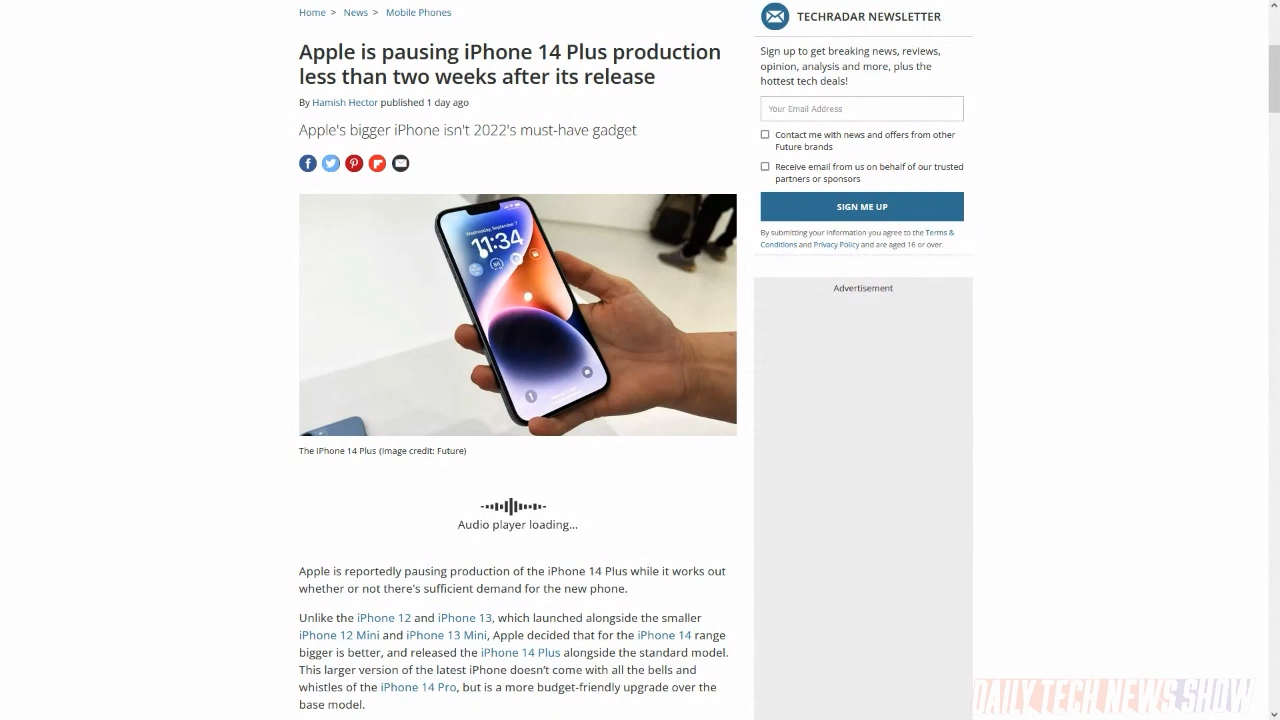 Home > News > Mobile Phones
Apple is pausing iPhone 14 Plus production
less than two weeks after its release
By Hamish Hector published 1 day ago
Apple's bigger iPhone isn't 2022's must-have gadget
Wednesday, September 7
11:34
The iPhone 14 Plus (Image credit: Future)
Audio player loading...
Apple is reportedly pausing production of the iPhone 14 Plus while it works out
whether or not there's sufficient demand for the new phone.
Unlike the iPhone 12 and iPhone 13, which launched alongside the smaller
iPhone 12 Mini and iPhone 13 Mini, Apple decided that for the iPhone 14 range
bigger is better, and released the iPhone 14 Plus alongside the standard model.
This larger version of the latest iPhone doesn't come with all the bells and
whistles of the iPhone 14 Pro, but is a more budget-friendly upgrade over the
base model.
TECHRADAR NEWSLETTER
Sign up to get breaking news, reviews,
opinion, analysis and more, plus the
hottest tech deals!
Your Email Address
Contact me with news and offers from other
Future brands
Receive email from us on behalf of our trusted
partners or sponsors
SIGN ME UP
By submitting your information you agree to the Terms &
Conditions and Privacy Policy and are aged 16 or over.
Advertisement
DAILY TECH NEWS SHOW